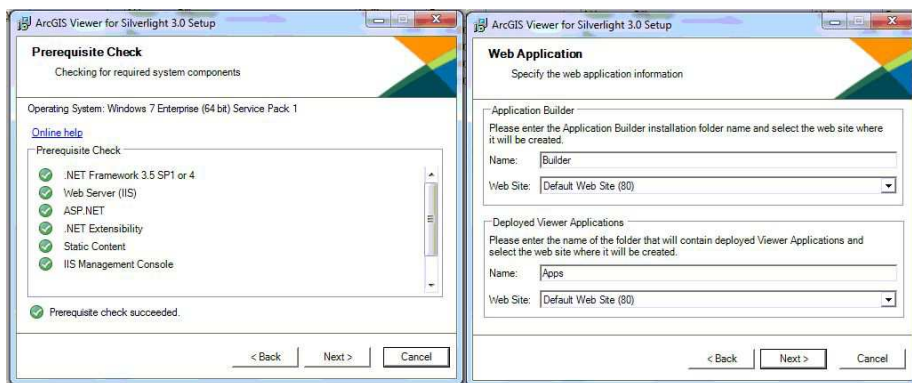 ArcGIS Viewer for Silverlight 3.0 Setup
Prerequisite Check
Checking for required system components
Operating System: Windows 7 Enterprise (64 bit) Service Pack 1
Online help
Prerequisite Check
.NET Framework 3.5 SP1 or 4
Web Server (IIS)
ASP.NET
.NET Extensibility
Static Content
IIS Management Console
Prerequisite check succeeded.
< Back
Next >
Cancel
ArcGIS Viewer for Silverlight 3.0 Setup
Web Application
Specify the web application information
Application Builder
Please enter the Application Builder installation folder name and select the web site where
it will be created.
Name: Builder
Web Site: Default Web Site (80)
Deployed Viewer Applications
Please enter the name of the folder that will contain deployed Viewer Applications and
select the web site where it will be created.
Name: Apps
Web Site: Default Web Site (80)
< Back
Next >
Cancel